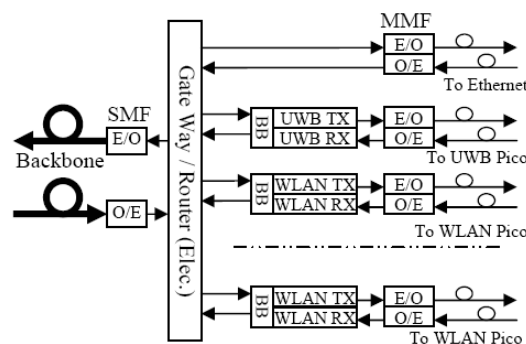 MMF
E/O
O/E
To Ethernet
SMF
E/O
Backbone
O/E
Gate Way / Router (Elec.)
BB
UWB TX
UWB RX
E/O
O/E
To UWB Pico
BB
WLAN TX
WLAN RX
E/O
O/E
To WLAN Pico
BB
WLAN TX
WLAN RX
E/O
O/E
To WLAN Pico